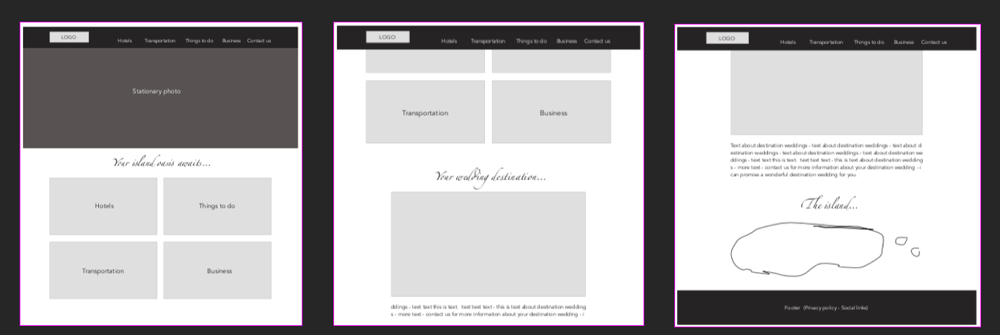 LOGO
Hotels Transportation Things to do Business Contact us
Stationary photo
Your island oasis awaits...
Hotels
Things to do
Transportation
Business
LOGO
Hotels Transportation Things to do Business Contact us
Transportation
Business
Your wedding destination...
ddings - text text this is text. text text text - this is text about destination wedding
s - more text - contact us for more information about your destination wedding - i
LOGO
Hotels Transportation Things to do Business Contact us
Text about destination weddings - text about destination weddings - text about d
estination weddings - text about destination weddings - text about destination we
ddings - text text this is text. text text text - this is text about destination wedding
s - more text - contact us for more information about your destination wedding - i
can promise a wonderful destination wedding for you.
The island...
Footer (Privacy policy - Social links)